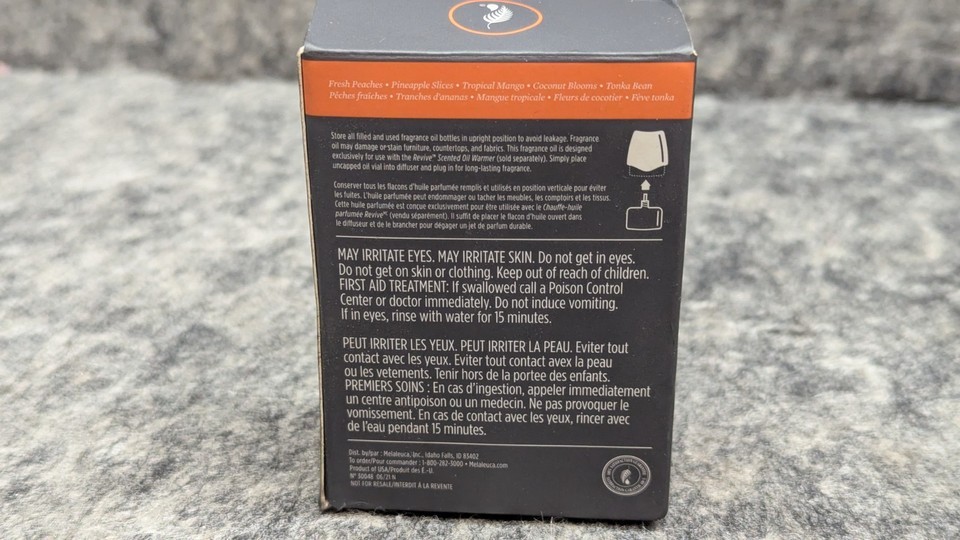 Fresh Peaches • Pineapple Slices • Tropical Mango • Coconut Blooms • Tonka Bean
Pêches fraîches • Tranches d'ananas • Mangue tropicale • Fleurs de cocotier • Fève tonka
Store all filled and used fragrance oil bottles in upright position to avoid leakage. Fragrance
oil may damage or stain furniture, countertops, and fabrics. This fragrance oil is designed
exclusively for use with the Revive™ Scented Oil Warmer (sold separately). Simply place
uncapped oil vial into diffuser and plug in for long-lasting fragrance.
Conserver tous les flacons d'huile parfumée remplis et utilisés en position verticale pour éviter
les fuites. L'huile parfumée peut endommager ou tacher les meubles, les comptoirs et les tissus.
Cette huile parfumée est conçue exclusivement pour être utilisée avec le Chauffe-huile
parfumée Revive™ (vendu séparément). Il suffit de placer le flacon d'huile ouvert dans
le diffuseur et de le brancher pour dégager un jet de parfum durable.
MAY IRRITATE EYES. MAY IRRITATE SKIN. Do not get in eyes.
Do not get on skin or clothing. Keep out of reach of children.
FIRST AID TREATMENT: If swallowed call a Poison Control
Center or doctor immediately. Do not induce vomiting.
If in eyes, rinse with water for 15 minutes.
PEUT IRRITER LES YEUX. PEUT IRRITER LA PEAU. Eviter tout
contact avec les yeux. Eviter tout contact avex la peau
ou les vetements. Tenir hors de la portee des enfants.
PREMIERS SOINS : En cas d'ingestion, appeler immediatement
un centre antipoison ou un medecin. Ne pas provoquer le
vomissement. En cas de contact avec les yeux, rincer avec
de l'eau pendant 15 minutes.
Dist. by/par : Melaleuca, Inc., Idaho Falls, ID 83402
To order/Pour commander : 1-800-282-3000 • Melaleuca.com
Product of USA/Produit des É.-U.
N° 30048 06/21 N
NOT FOR RESALE/INTERDIT À LA REVENTE